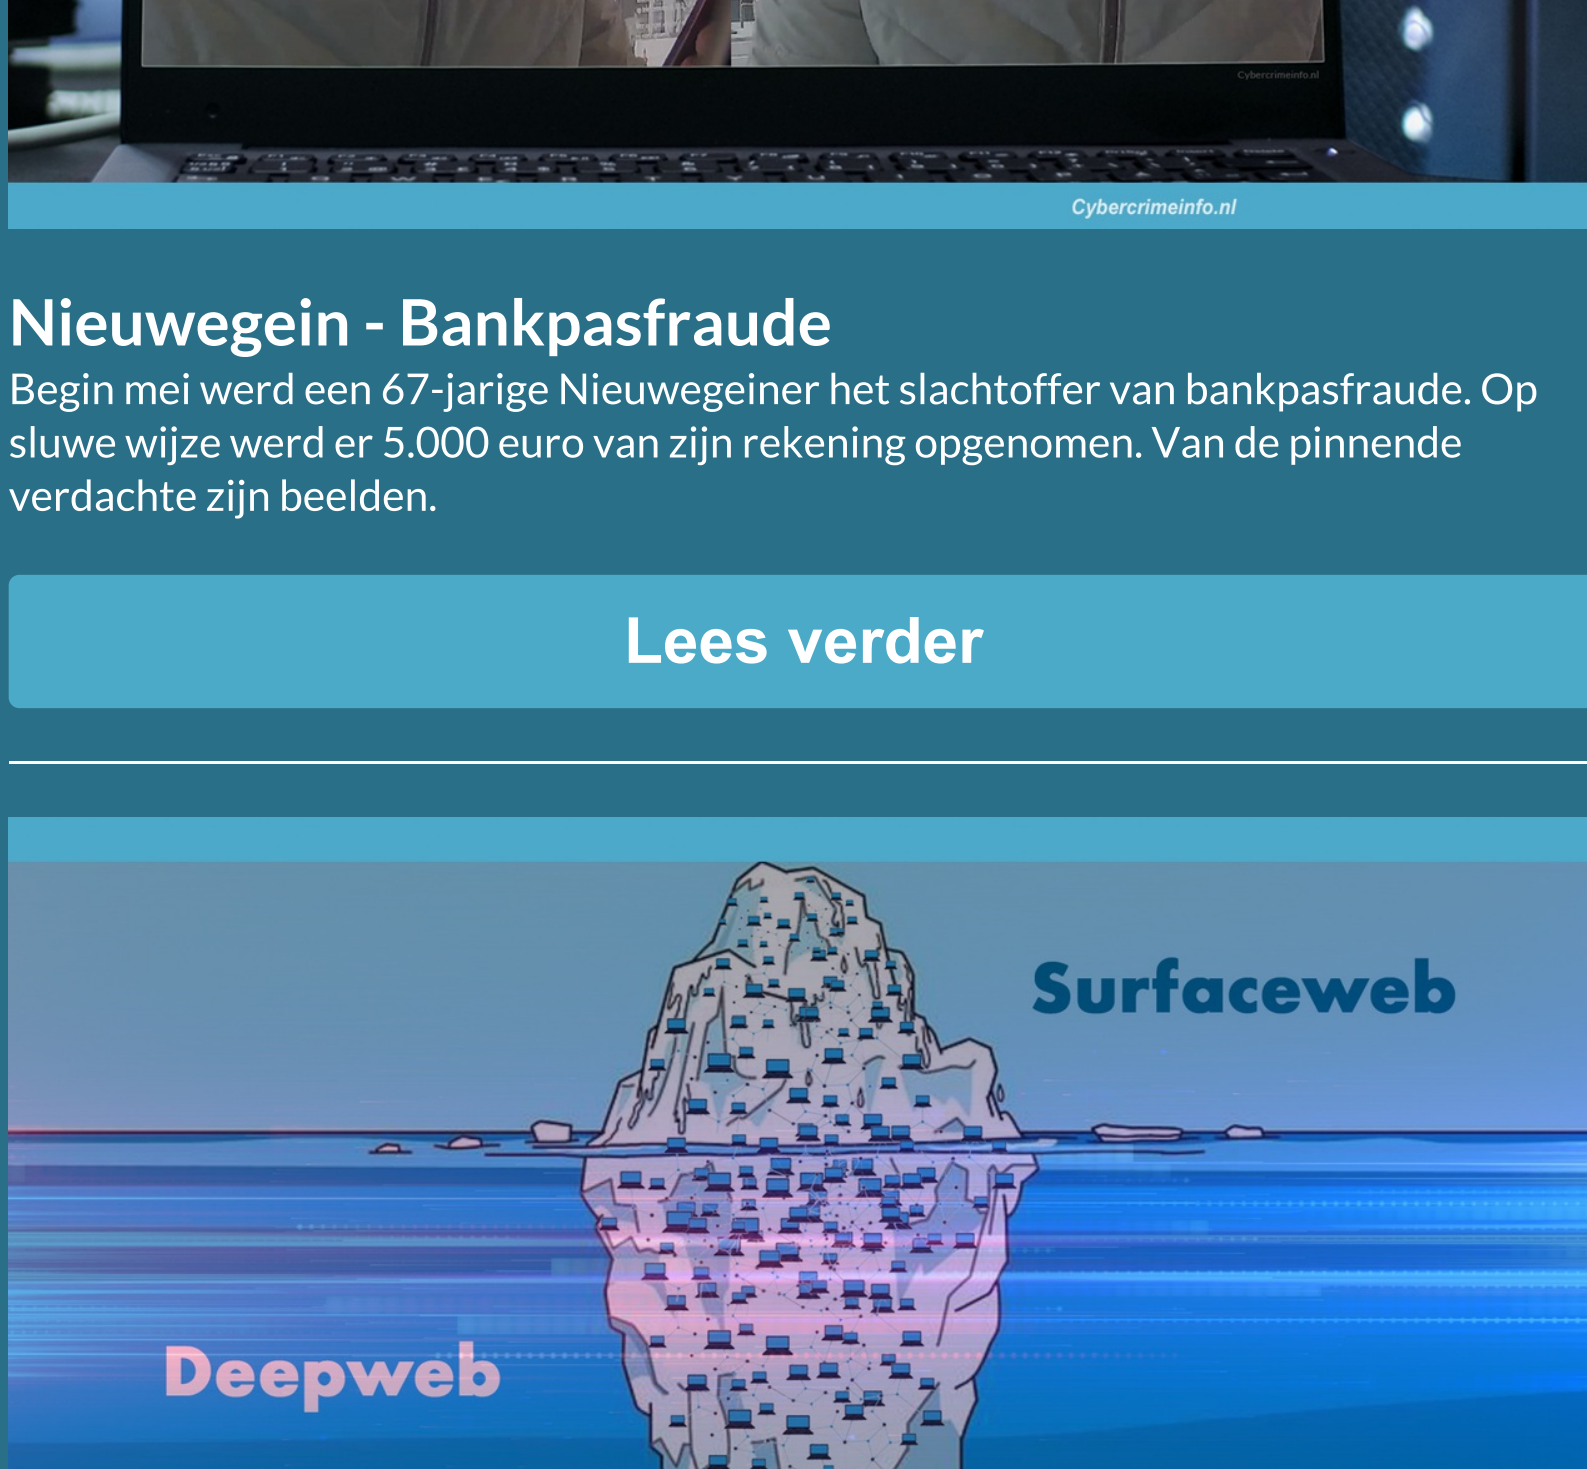 Cybercrimeinfo.nl
Cybercrimeinfo.nl
Nieuwegein - Bankpasfraude
Begin mei werd een 67-jarige Nieuwegeiner het slachtoffer van bankpasfraude. Op
sluwe wijze werd er 5.000 euro van zijn rekening opgenomen. Van de pinnende
verdachte zijn beelden.
Lees verder
Surfaceweb
Deepweb